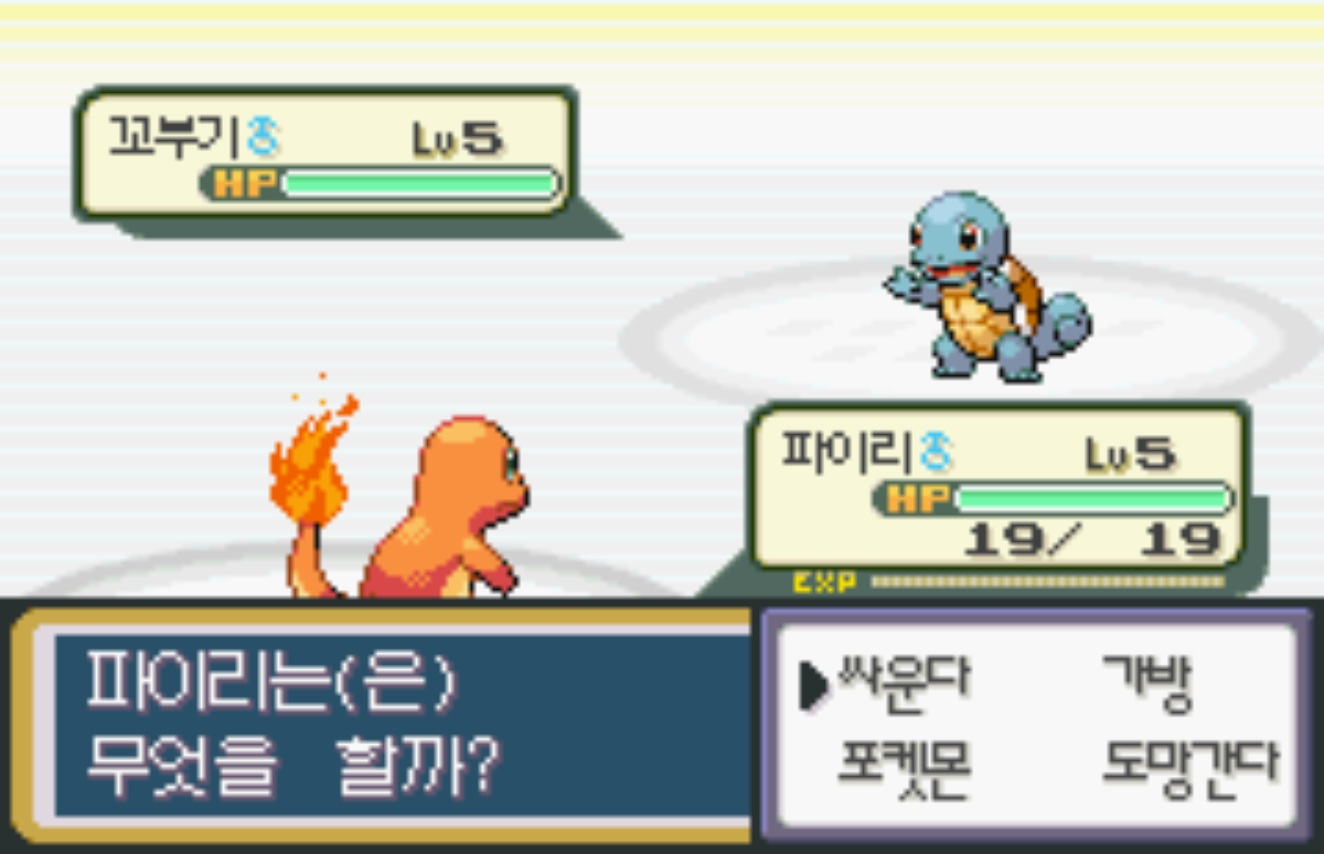 꼬부기♂ Lv5
HP
파이리♂ Lv5
HP
19/ 19
EXP
파이리는(은)
무엇을 할까?
싸운다 가방
포켓몬 도망간다